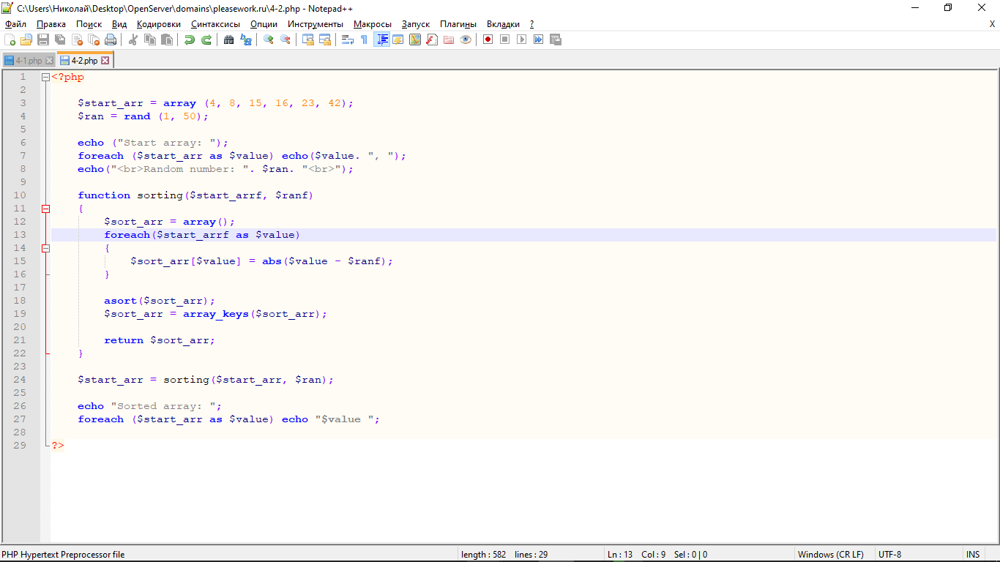 C:\Users\Николай\Desktop\OpenServer\domains\pleasework.ru\4-2.php - Notepad++
Файл Правка Поиск Вид Кодировки Синтаксисы Опции Инструменты Макросы Запуск Плагины Вкладки ? X
4-1.php 4-2.php
1 <?php
2
3 $start_arr = array (4, 8, 15, 16, 23, 42);
4 $ran = rand (1, 50);
5
6 echo ("Start array: ");
7 foreach ($start_arr as $value) echo($value. ", ");
8 echo("<br>Random number: ". $ran. "<br>");
9
10 function sorting($start_arrf, $ranf)
11 {
12 $sort_arr = array();
13 foreach($start_arrf as $value)
14 {
15 $sort_arr[$value] = abs($value - $ranf);
16 }
17
18 asort($sort_arr);
19 $sort_arr = array_keys($sort_arr);
20
21 return $sort_arr;
22 }
23
24 $start_arr = sorting($start_arr, $ran);
25
26 echo "Sorted array: ";
27 foreach ($start_arr as $value) echo "$value ";
28
29 ?>
PHP Hypertext Preprocessor file length : 582 lines : 29 Ln : 13 Col : 9 Sel : 0 | 0 Windows (CR LF) UTF-8 INS